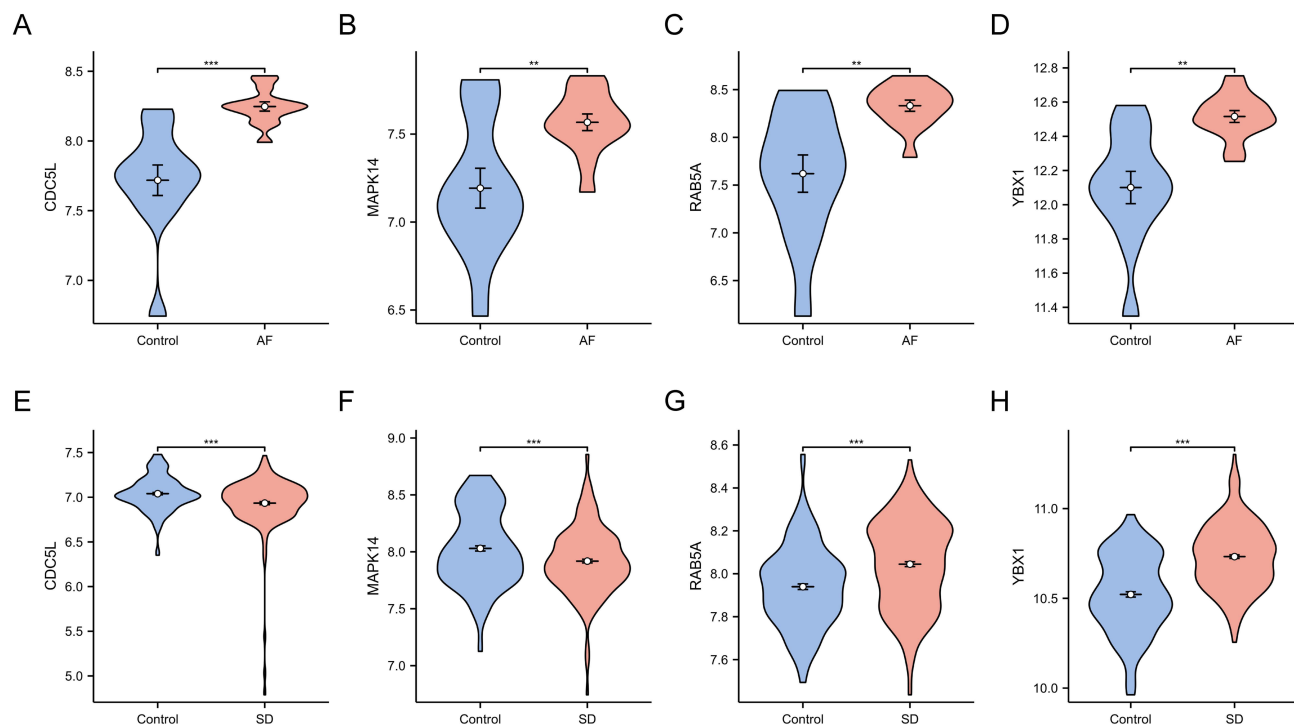 A
B
C
D
CDC5L
8.5
8.0
7.5
7.0
***
Control
AF
MAPK14
7.5
7.0
6.5
**
Control
AF
RAB5A
8.5
8.0
7.5
7.0
6.5
**
Control
AF
YBX1
12.8
12.6
12.4
12.2
12.0
11.8
11.6
11.4
**
Control
AF
E
F
G
H
CDC5L
7.5
7.0
6.5
6.0
5.5
5.0
***
Control
SD
MAPK14
9.0
8.5
8.0
7.5
7.0
***
Control
SD
RAB5A
8.6
8.4
8.2
8.0
7.8
7.6
***
Control
SD
YBX1
11.0
10.5
10.0
***
Control
SD